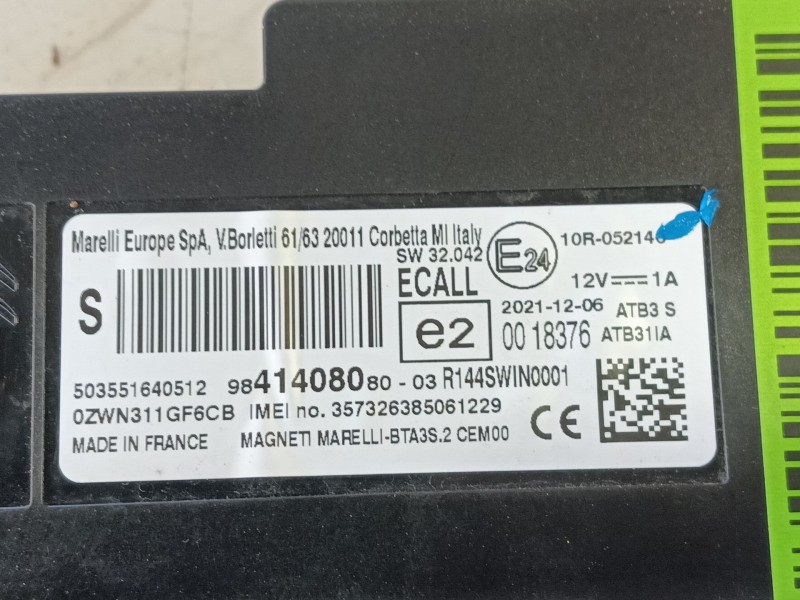 Marelli Europe SpA, V.Borletti 61/63 20011 Corbetta MI Italy
SW 32.042
E24
10R-052146
S
ECALL
12V 1A
e2
2021-12-06 ATB3 S
00 18376 ATB31IA
503551640512 9841408080 - 03 R144SWIN0001
0ZWN311GF6CB IMEI no. 357326385061229
MADE IN FRANCE MAGNETI MARELLI-BTA3S.2 CEM00
CE